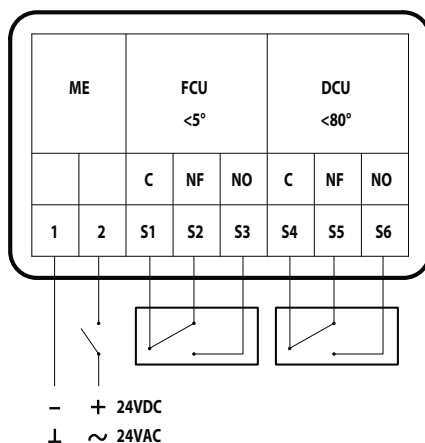 ME FCU DCU
<5° <80°
C NF NO C NF NO
1 2 S1 S2 S3 S4 S5 S6
– + 24VDC
⊥ ~ 24VAC